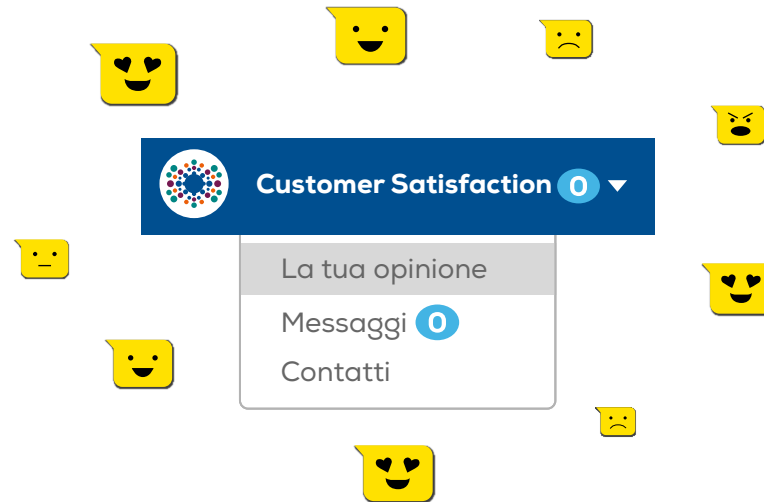 Customer Satisfaction 0
La tua opinione
Messaggi 0
Contatti